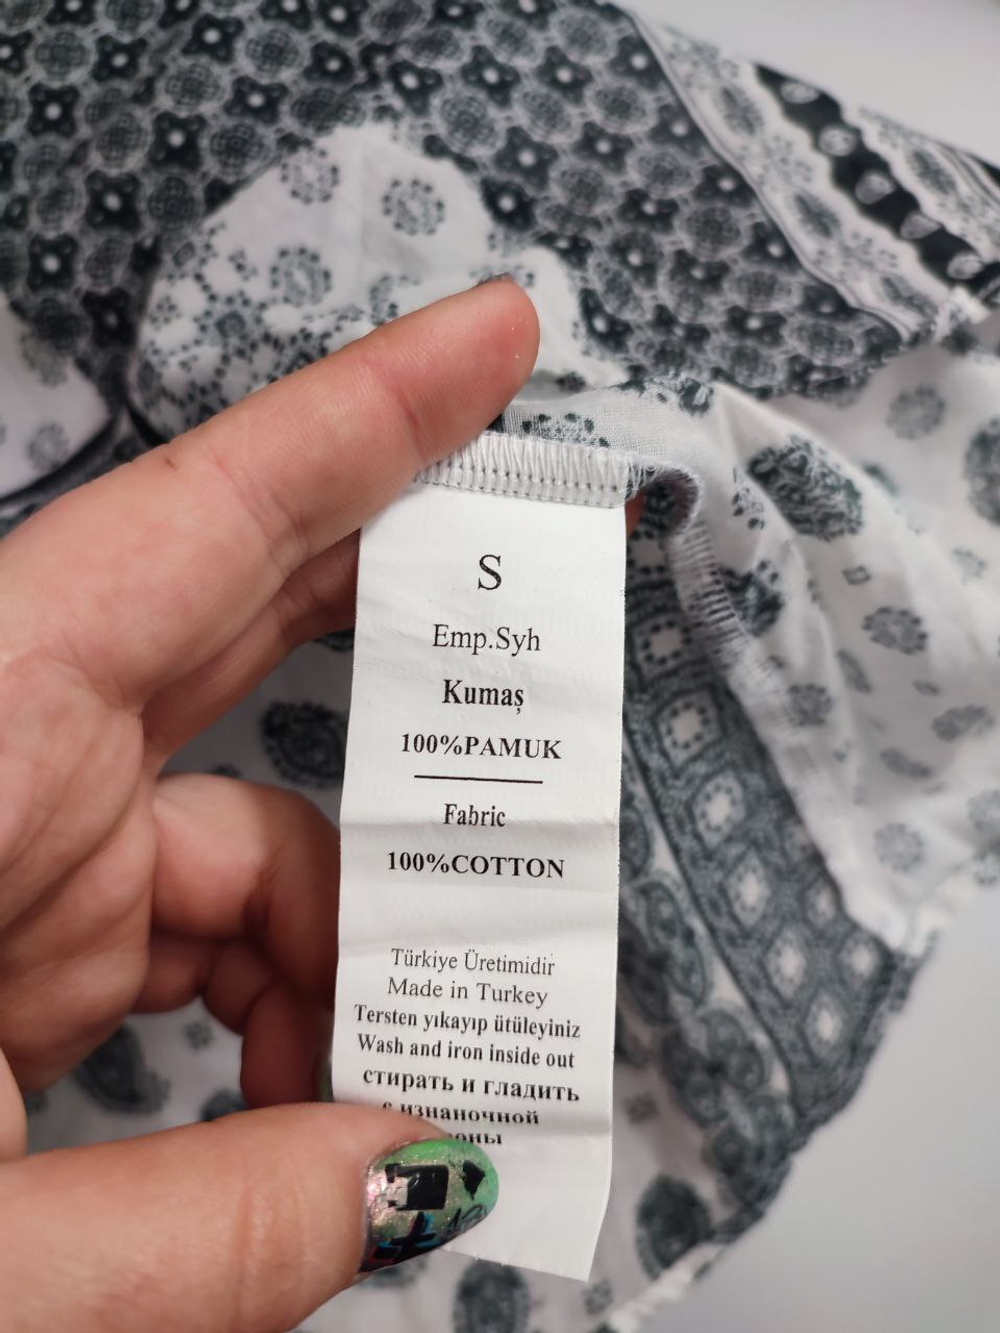 S
Emp.Syh
Kumaş
100%PAMUK
Fabric
100%COTTON
Türkiye Üretimidir
Made in Turkey
Tersten yıkayıp ütüleyiniz
Wash and iron inside out
стирать и гладить
с изнаночной